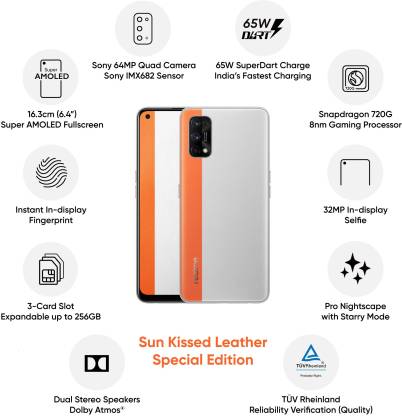 65W
DART
Sony 64MP Quad Camera
Sony IMX682 Sensor
65W SuperDart Charge
India's Fastest Charging
Super
AMOLED
720G
16.3cm (6.4")
Super AMOLED Fullscreen
Snapdragon 720G
8nm Gaming Processor
Instant In-display
Fingerprint
32MP In-display
Selfie
3-Card Slot
Expandable up to 256GB
Pro Nightscape
with Starry Mode
Sun Kissed Leather
Special Edition
TÜVRheinland
Dual Stereo Speakers
Dolby Atmos®
TÜV Rheinland
Reliability Verification (Quality)